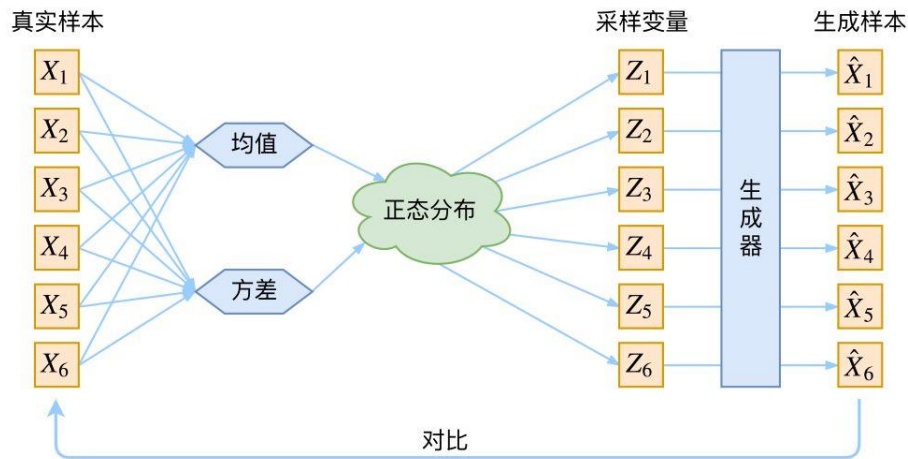 真实样本 采样变量 生成样本
X₁ Z₁ X̂₁
X₂ 均值 Z₂ X̂₂
X₃ 正态分布 Z₃ X̂₃
生成器
X₄ Z₄ X̂₄
X₅ 方差 Z₅ X̂₅
X₆ Z₆ X̂₆
对比